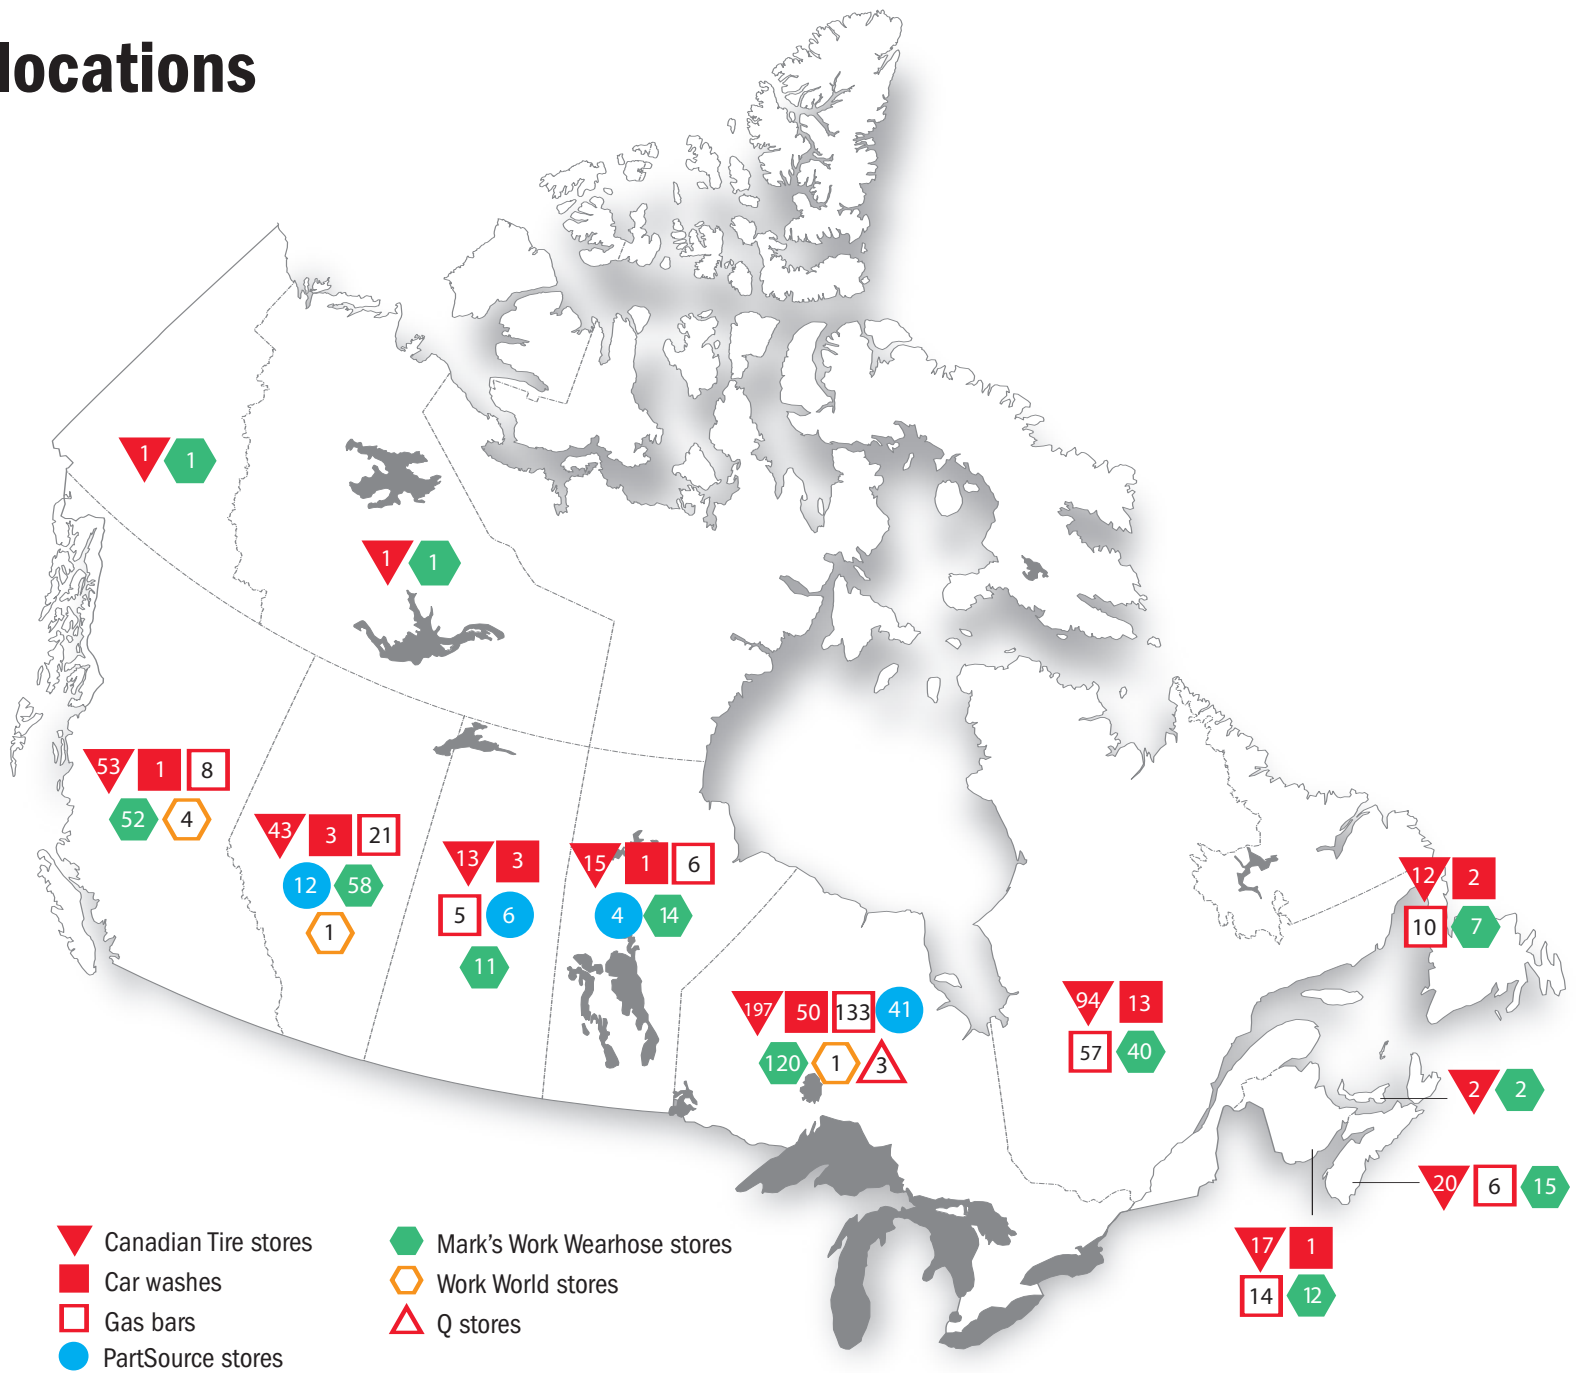 locations
1 1
1 1
53 1 8
52 4
43 3 21
12 58
1
13 3
5 6
11
15 1 6
4 14
197 50 133 41
120 1 3
94 13
57 40
12 2
10 7
2 2
20 6 15
17 1
14 12
Canadian Tire stores
Car washes
Gas bars
PartSource stores
Mark's Work Wearhose stores
Work World stores
Q stores